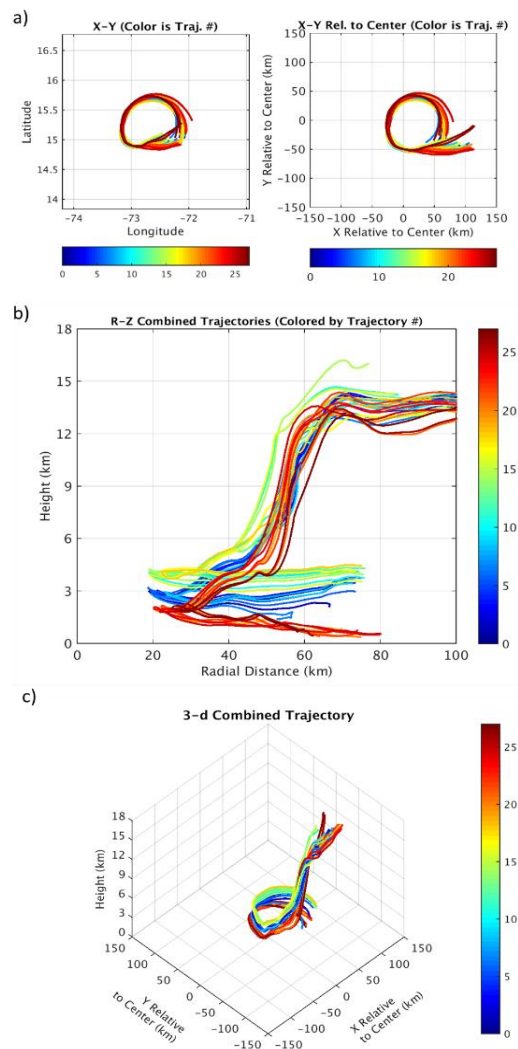 a)
X-Y (Color is Traj. #)
16
15.5
15
14.5
14
Latitude
-74 -73 -72 -71
Longitude
0 5 10 15 20 25
X-Y Rel. to Center (Color is Traj. #)
150
100
50
0
-50
-100
-150
Y Relative to Center (km)
-150 -100 -50 0 50 100 150
X Relative to Center (km)
0 10 20
b)
R-Z Combined Trajectories (Colored by Trajectory #)
18
15
12
9
6
3
0
Height (km)
0 20 40 60 80 100
Radial Distance (km)
25
20
15
10
5
0
c)
3-d Combined Trajectory
18
15
12
9
6
3
0
Height (km)
150
100
50
0
-50
-100
-150
Y Relative
to Center (km)
-150
-100
-50
0
50
100
150
X Relative
to Center (km)
25
20
15
10
5
0